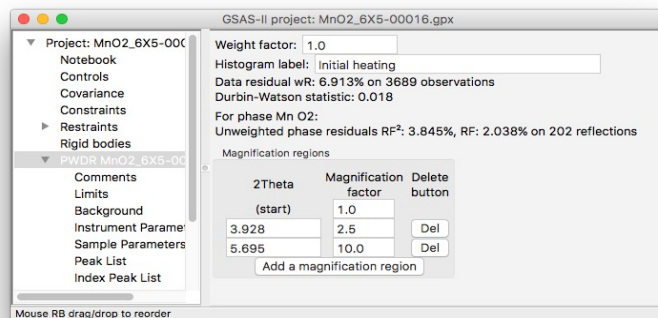 GSAS-II project: MnO2_6X5-00016.gpx
Project: MnO2_6X5-000
Notebook
Controls
Covariance
Constraints
Restraints
Rigid bodies
PWDR MnO2_6X5-00
Comments
Limits
Background
Instrument Paramet
Sample Parameters
Peak List
Index Peak List
Weight factor: 1.0
Histogram label: Initial heating
Data residual wR: 6.913% on 3689 observations
Durbin-Watson statistic: 0.018
For phase Mn O2:
Unweighted phase residuals RF²: 3.845%, RF: 2.038% on 202 reflections
Magnification regions
2Theta Magnification factor Delete button
(start) 1.0
3.928 2.5 Del
5.695 10.0 Del
Add a magnification region
Mouse RB drag/drop to reorder